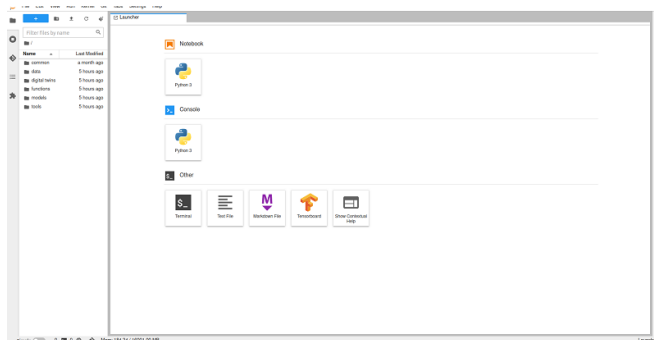 Launcher
Filter files by name
/
Name
Last Modified
common
a month ago
data
5 hours ago
digital twins
5 hours ago
functions
5 hours ago
models
5 hours ago
tools
5 hours ago
Notebook
Python 3
Console
Python 3
Other
Terminal
Text File
Markdown File
Tensorboard
Show Contextual
Help